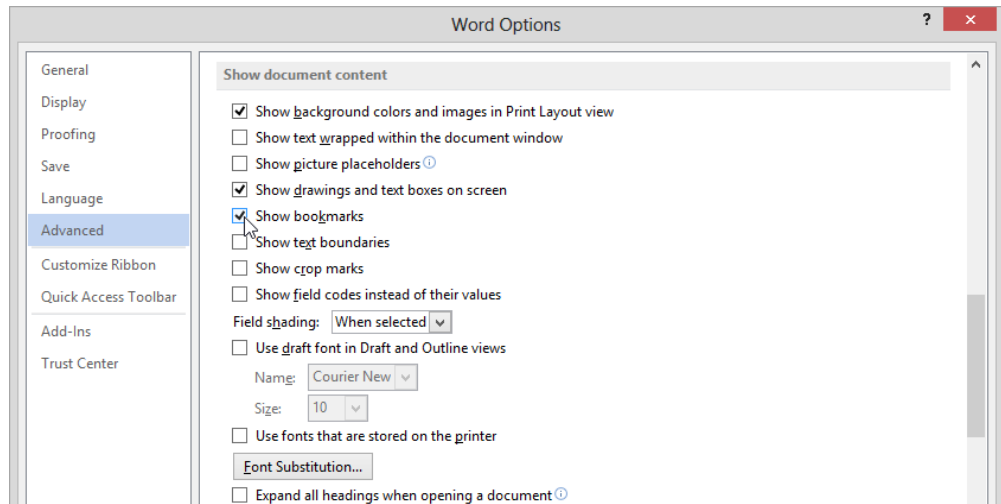 Word Options
?
General
Display
Proofing
Save
Language
Advanced
Customize Ribbon
Quick Access Toolbar
Add-Ins
Trust Center
Show document content
Show background colors and images in Print Layout view
Show text wrapped within the document window
Show picture placeholders
Show drawings and text boxes on screen
Show bookmarks
Show text boundaries
Show crop marks
Show field codes instead of their values
Field shading: When selected
Use draft font in Draft and Outline views
Name: Courier New
Size: 10
Use fonts that are stored on the printer
Font Substitution...
Expand all headings when opening a document